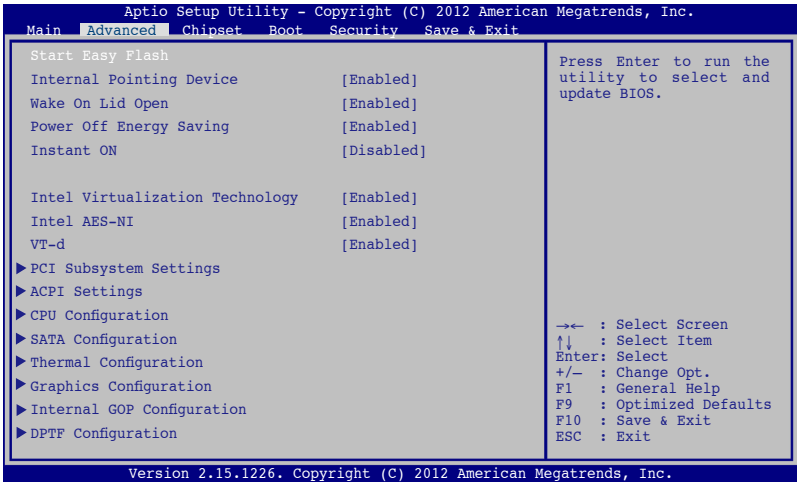 Aptio Setup Utility – Copyright (C) 2012 American Megatrends, Inc.
Main Advanced Chipset Boot Security Save & Exit
Start Easy Flash
Internal Pointing Device [Enabled]
Wake On Lid Open [Enabled]
Power Off Energy Saving [Enabled]
Instant ON [Disabled]
Intel Virtualization Technology [Enabled]
Intel AES-NI [Enabled]
VT-d [Enabled]
PCI Subsystem Settings
ACPI Settings
CPU Configuration
SATA Configuration
Thermal Configuration
Graphics Configuration
Internal GOP Configuration
DPTF Configuration
Press Enter to run the
utility to select and
update BIOS.
→← : Select Screen
↑↓ : Select Item
Enter: Select
+/— : Change Opt.
F1 : General Help
F9 : Optimized Defaults
F10 : Save & Exit
ESC : Exit
Version 2.15.1226. Copyright (C) 2012 American Megatrends, Inc.